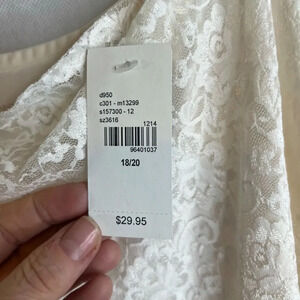 d950
c301 - m13299
s157300 - 12
sz3616
1214
96401037
18/20
$29.95